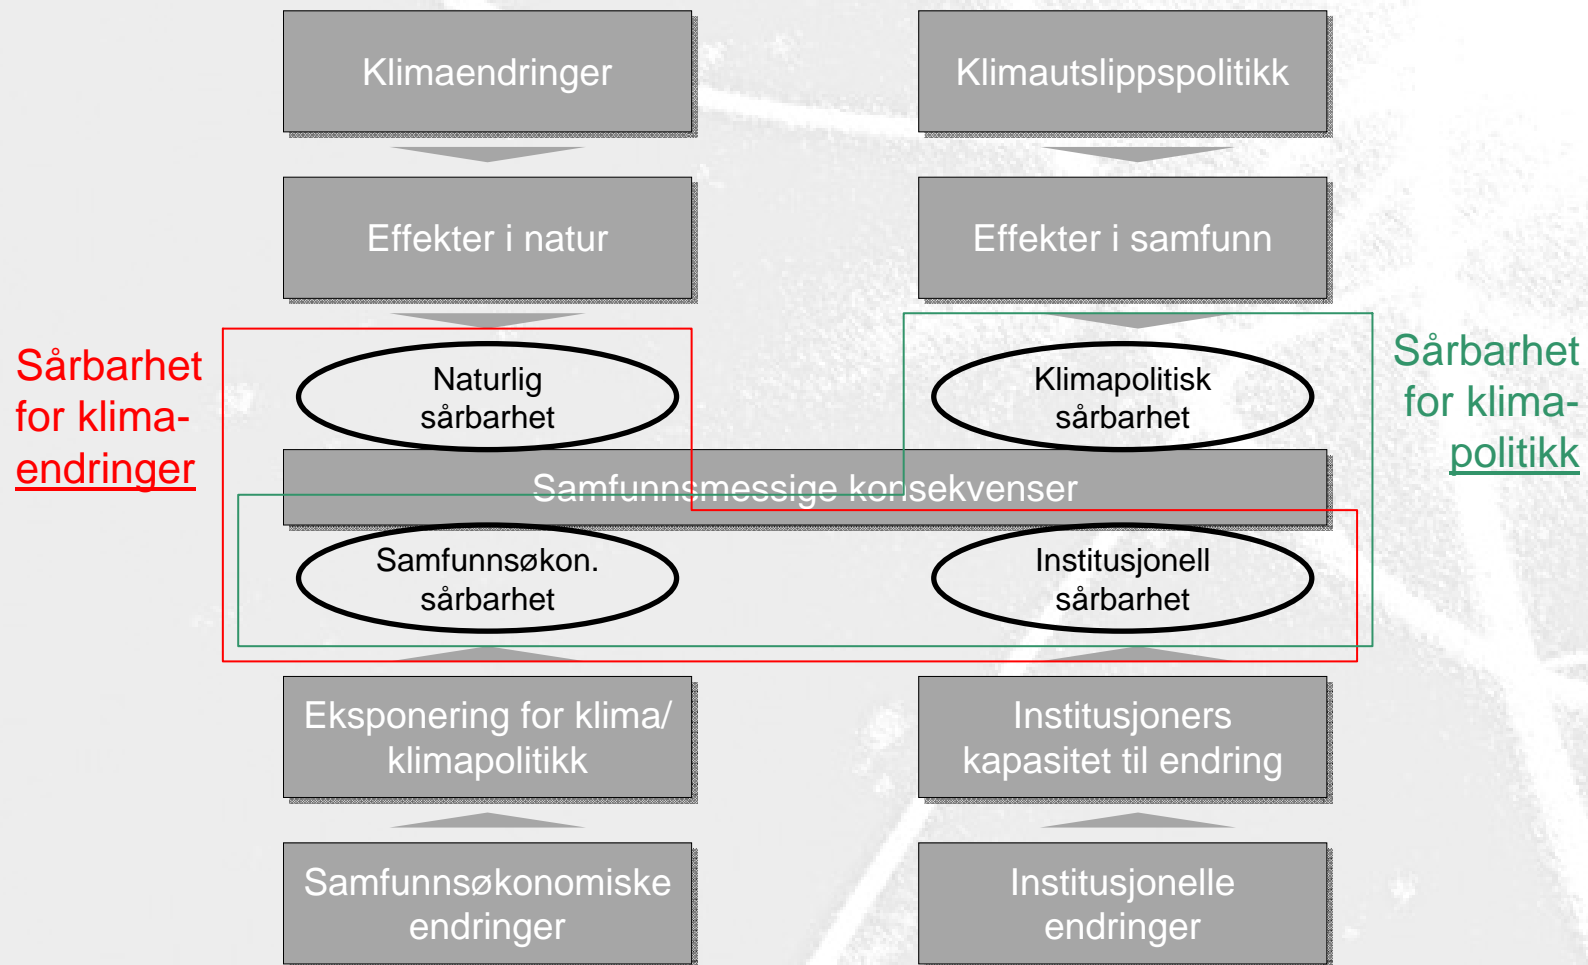 Klimaendringer
Klimautslippspolitikk
Effekter i natur
Effekter i samfunn
Sårbarhet
for klima-
endringer
Naturlig
sårbarhet
Klimapolitisk
sårbarhet
Sårbarhet
for klima-
politikk
Samfunnsmessige konsekvenser
Samfunnsøkon.
sårbarhet
Institusjonell
sårbarhet
Eksponering for klima/
klimapolitikk
Institusjoners
kapasitet til endring
Samfunnsøkonomiske
endringer
Institusjonelle
endringer